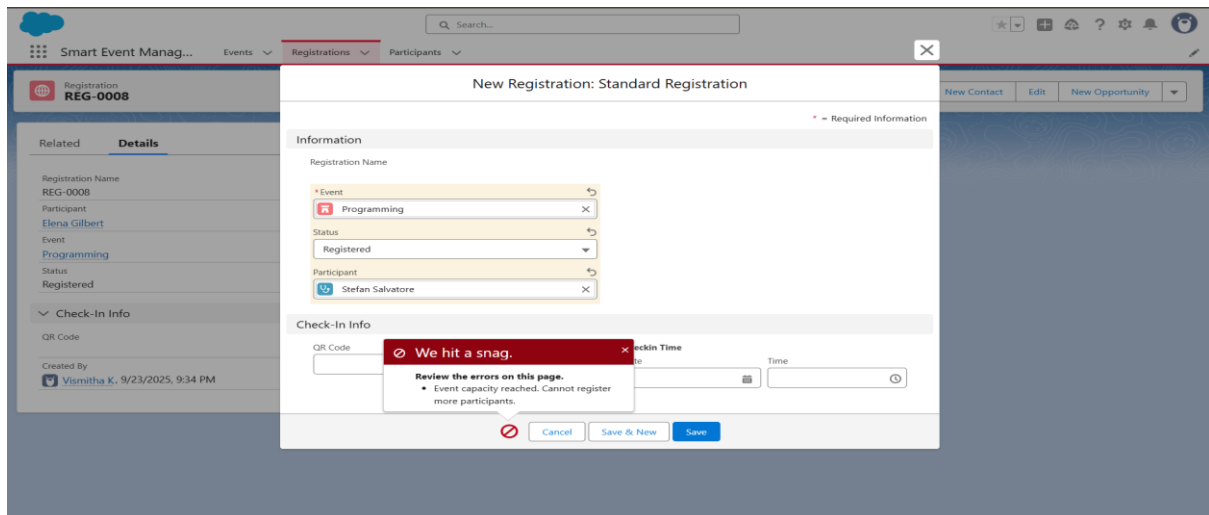 Search...
Smart Event Manag...
Events
Registrations
Participants
Registration
REG-0008
New Contact
Edit
New Opportunity
Related
Details
Registration Name
REG-0008
Participant
Elena Gilbert
Event
Programming
Status
Registered
Check-In Info
QR Code
Created By
Vismitha K, 9/23/2025, 9:34 PM
New Registration: Standard Registration
* = Required Information
Information
Registration Name
*Event
Programming
Status
Registered
Participant
Stefan Salvatore
Check-In Info
QR Code
eckin Time
te
Time
We hit a snag.
Review the errors on this page.
• Event capacity reached. Cannot register
more participants.
Cancel
Save & New
Save